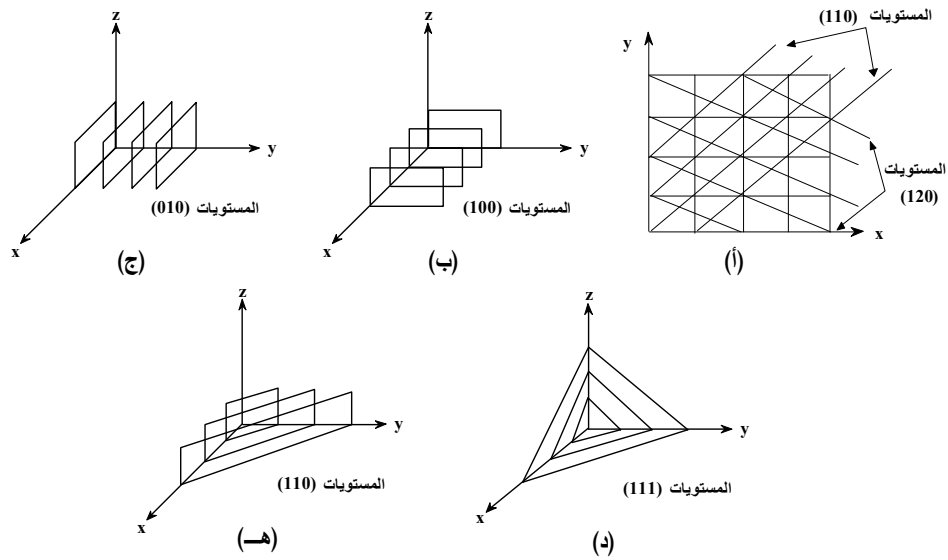 z
y
x
المستويات (010)
(ج)
z
y
x
المستويات (100)
(ب)
المستويات (110)
y
x
المستويات
(120)
(أ)
z
y
x
المستويات (110)
(هـ)
z
y
x
المستويات (111)
(د)